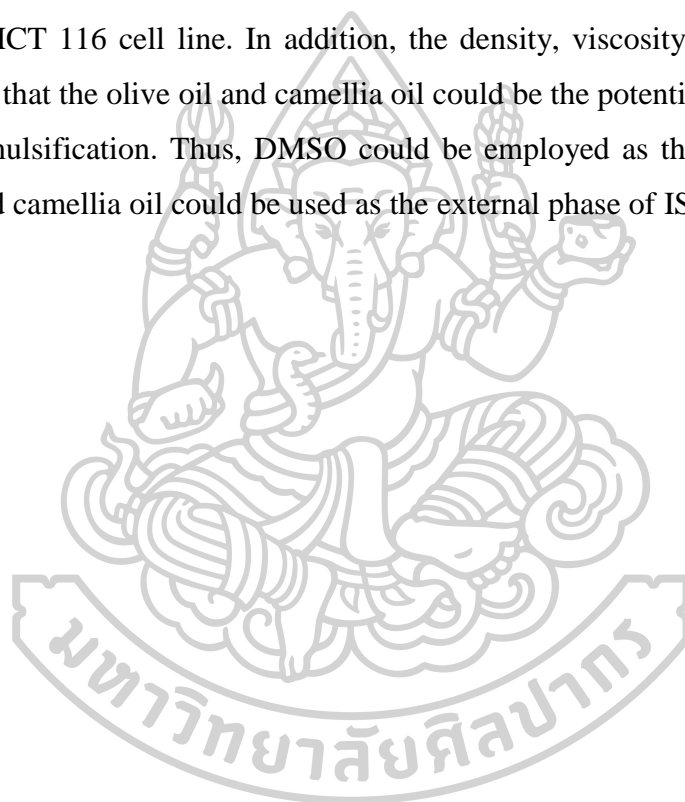 ICT 116 cell line. In addition, the density, viscosity
that the olive oil and camellia oil could be the potenti
nulsification. Thus, DMSO could be employed as th
d camellia oil could be used as the external phase of IS
มหาวิทยาลัยศิลปากร